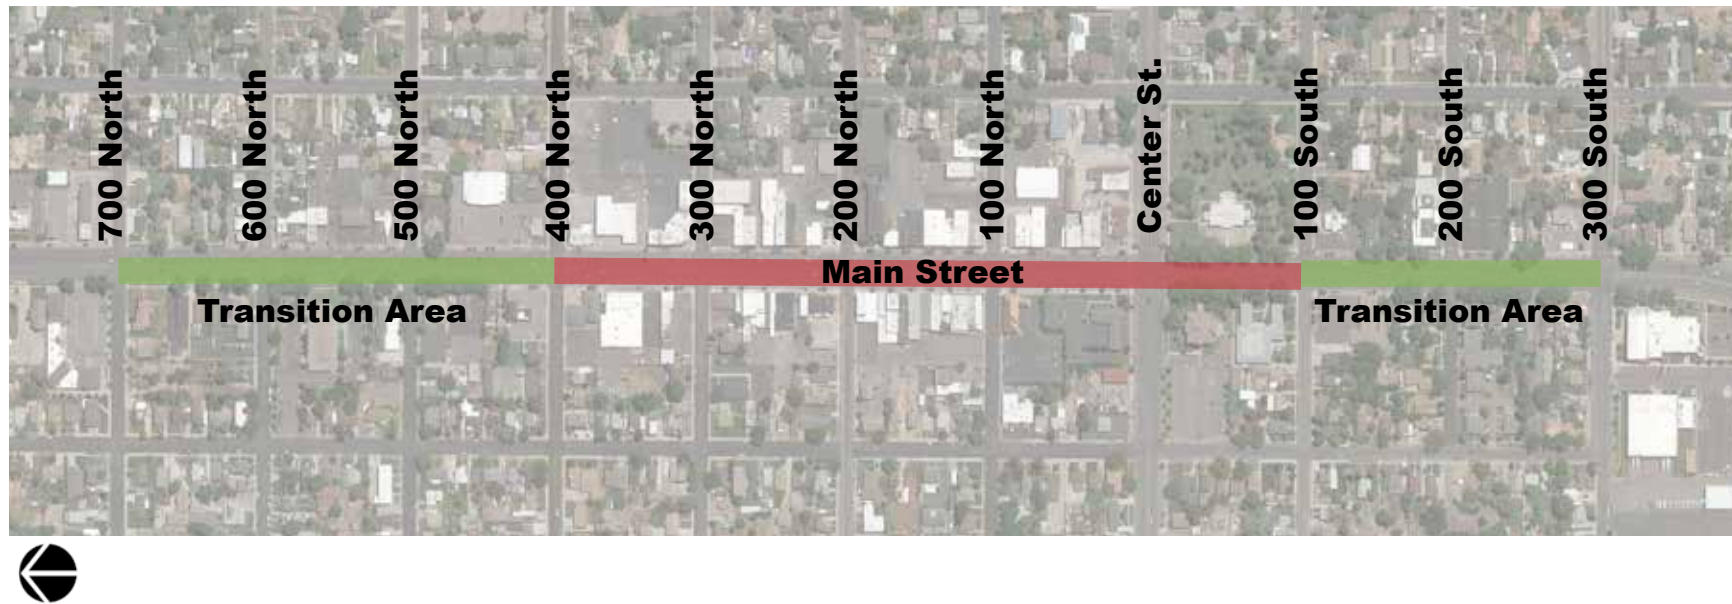 700 North
600 North
500 North
400 North
300 North
200 North
100 North
Center St.
100 South
200 South
300 South
Main Street
Transition Area
Transition Area